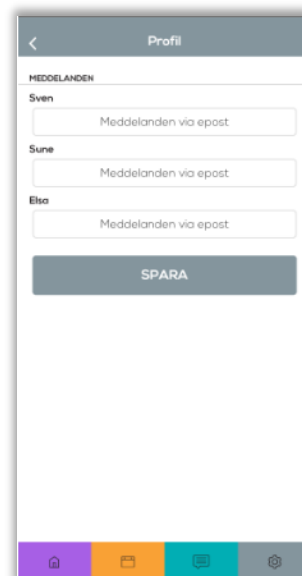 Profil
MEDDELANDEN
Sven
Meddelanden via epost
Sune
Meddelanden via epost
Elsa
Meddelanden via epost
SPARA